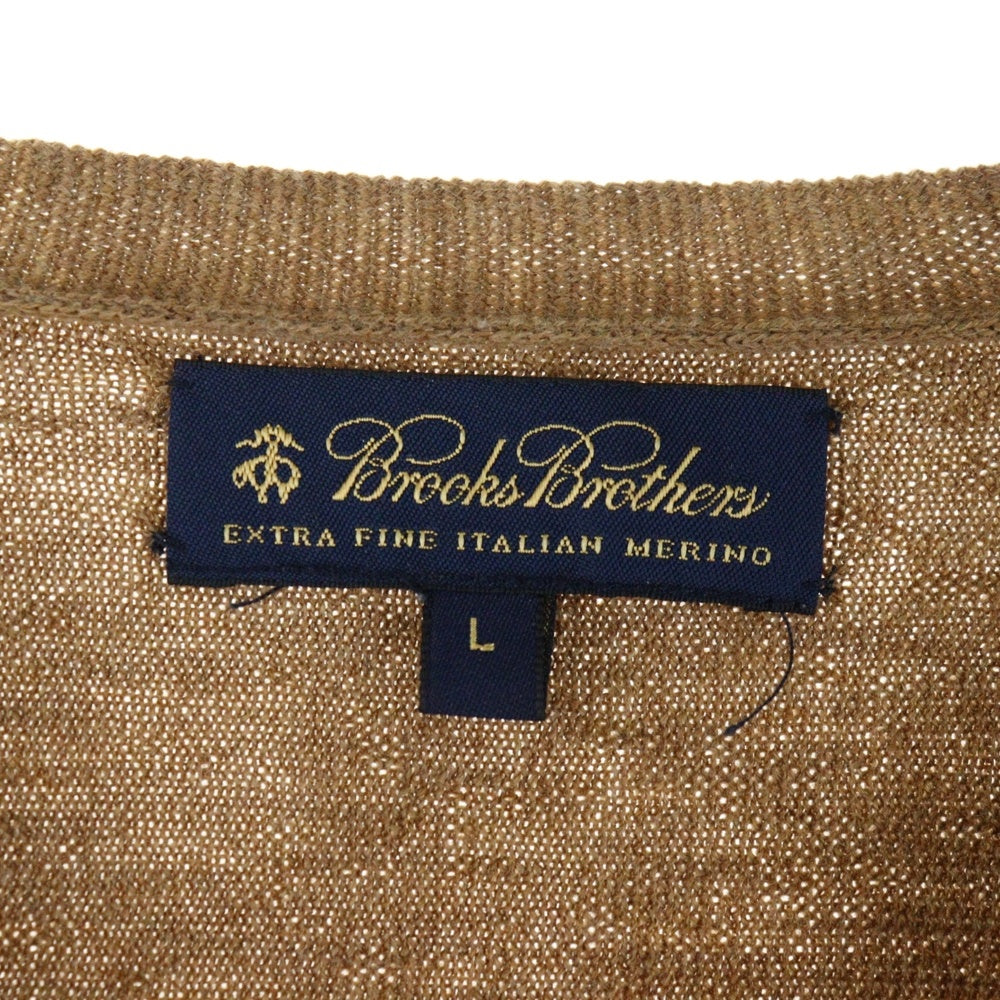 Brooks Brothers
EXTRA FINE ITALIAN MERINO
L